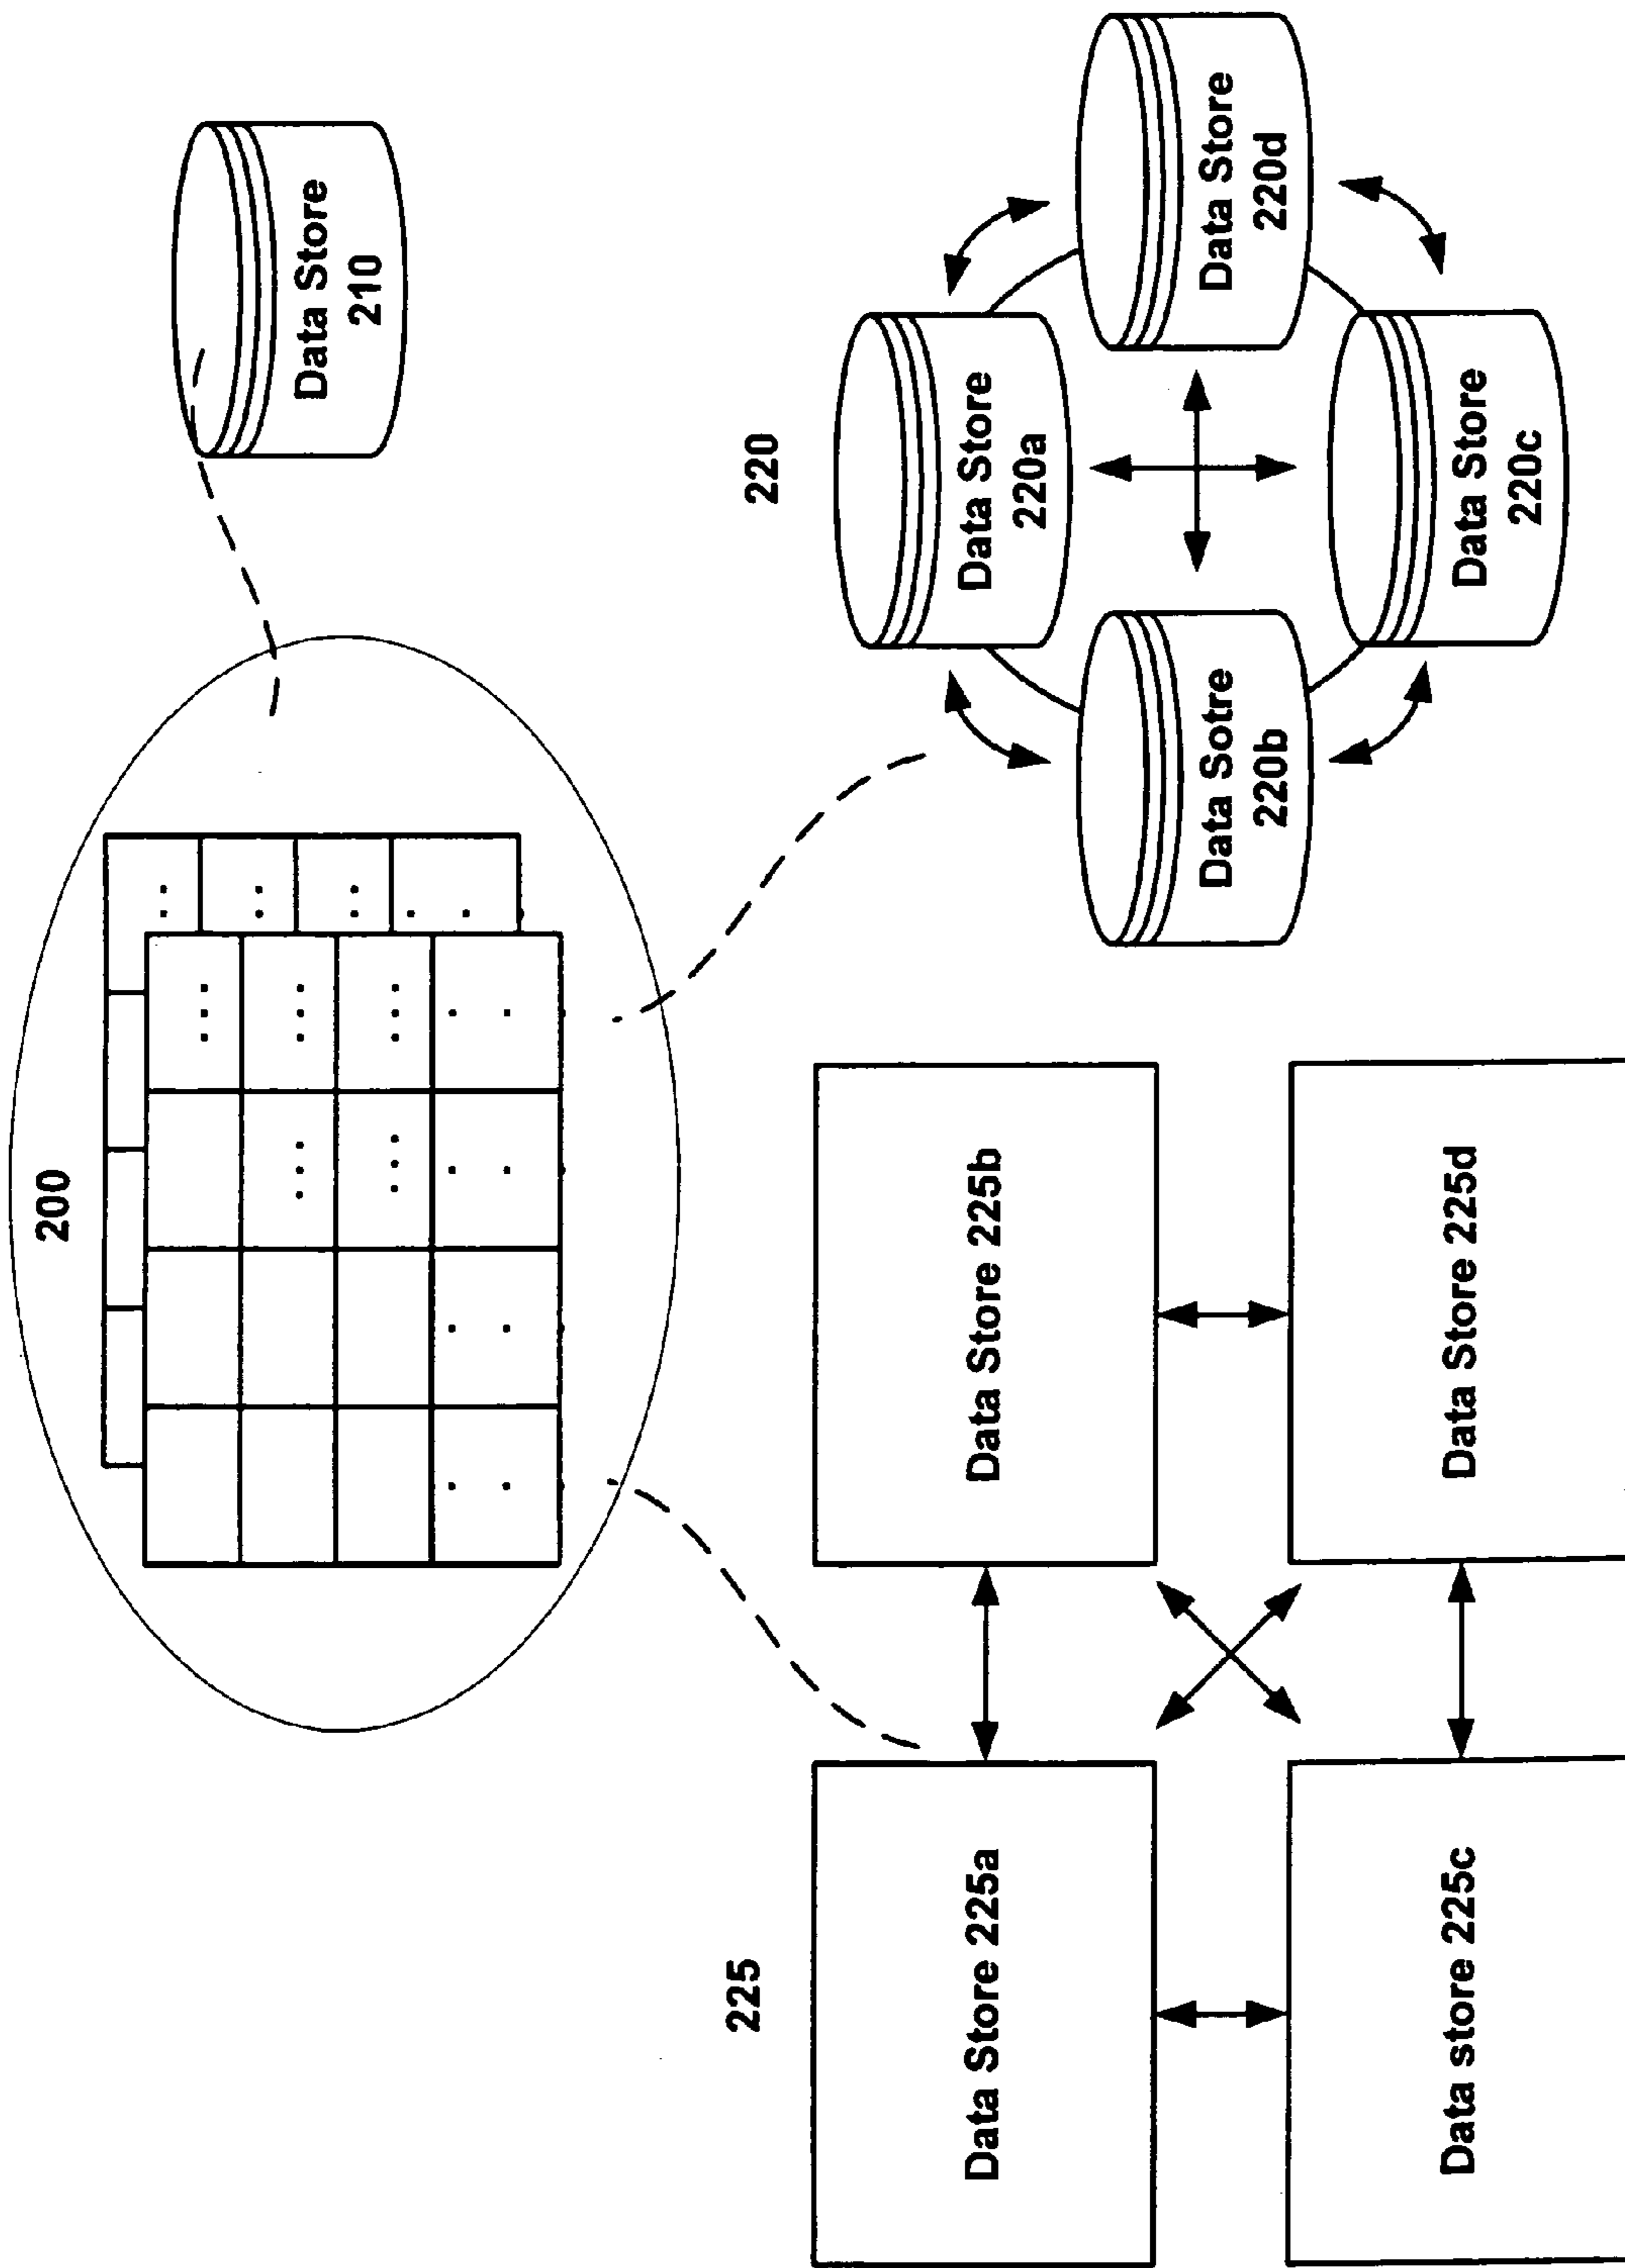 200
Data Store
210
225
220
Data Store 225a
Data Store 225b
Data store 225c
Data Store 225d
Data Store
220a
Data Sotre
220b
Data Store
220d
Data Store
220c